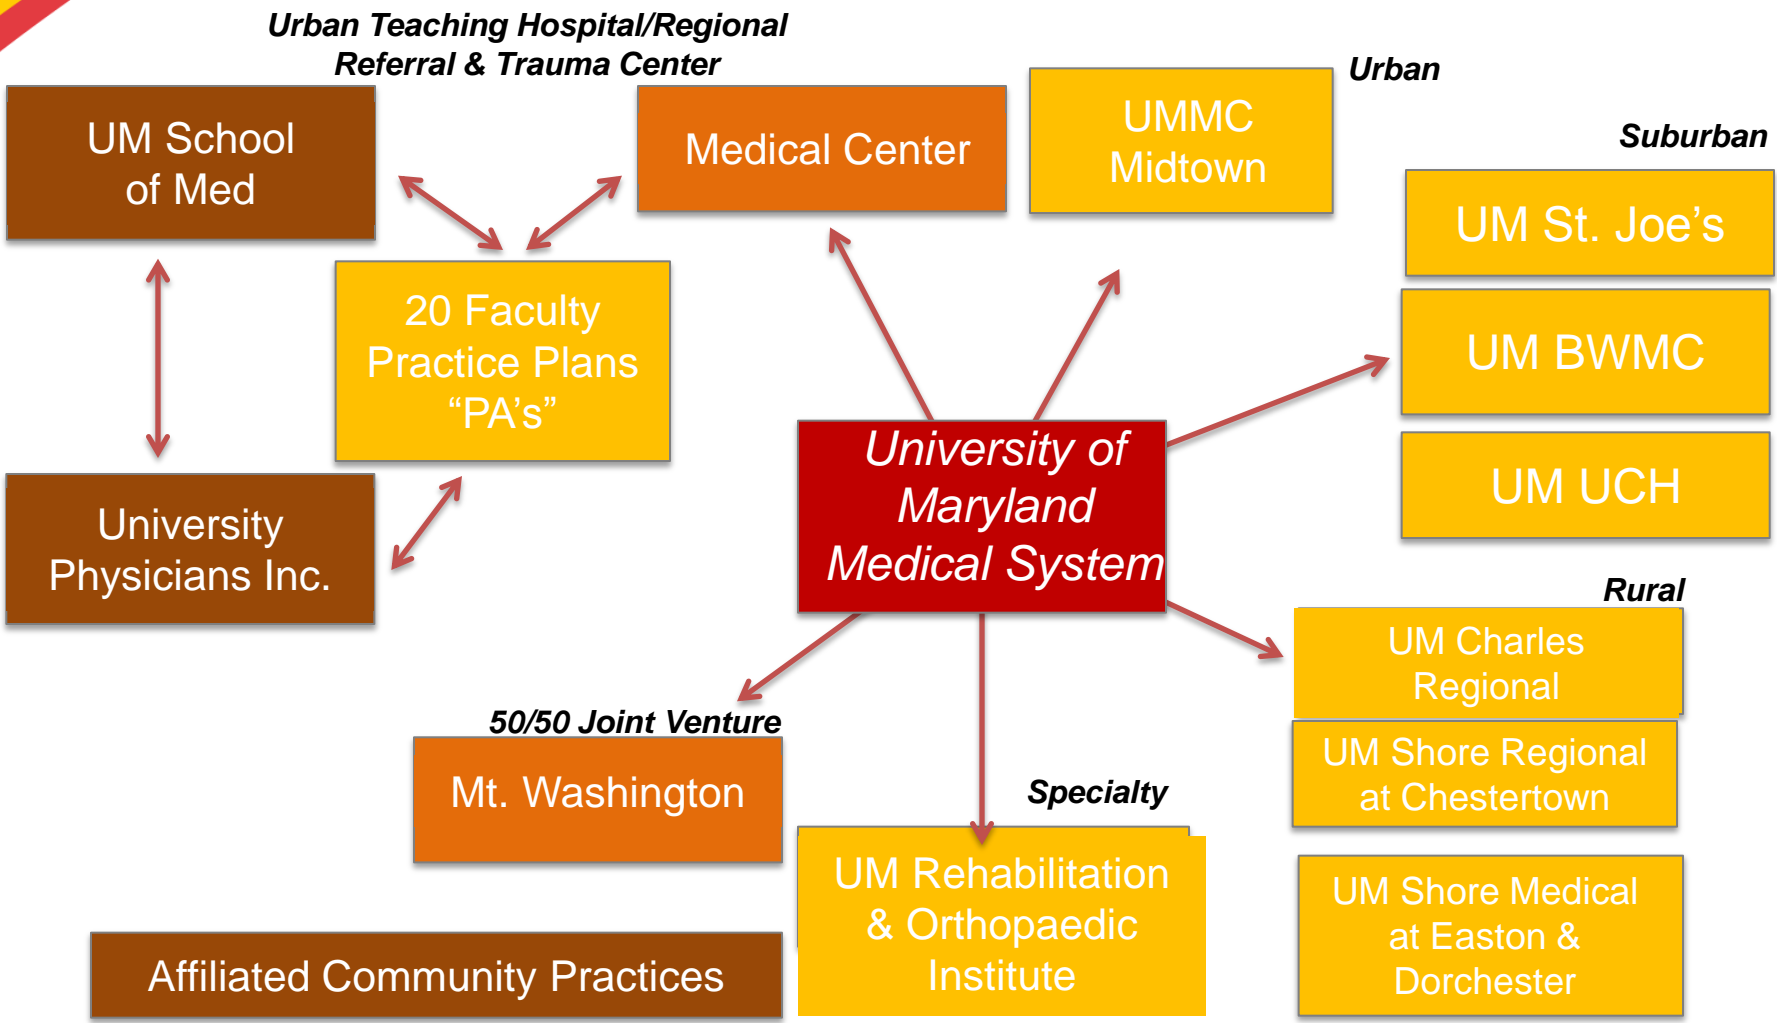 Urban Teaching Hospital/Regional
Referral & Trauma Center
UM School
of Med
Medical Center
UMMC
Midtown
Urban
Suburban
UM St. Joe’s
UM BWMC
UM UCH
20 Faculty
Practice Plans
“PA’s”
University
Physicians Inc.
University of
Maryland
Medical System
Rural
UM Charles
Regional
UM Shore Regional
at Chestertown
UM Shore Medical
at Easton &
Dorchester
50/50 Joint Venture
Mt. Washington
Specialty
UM Rehabilitation
& Orthopaedic
Institute
Affiliated Community Practices